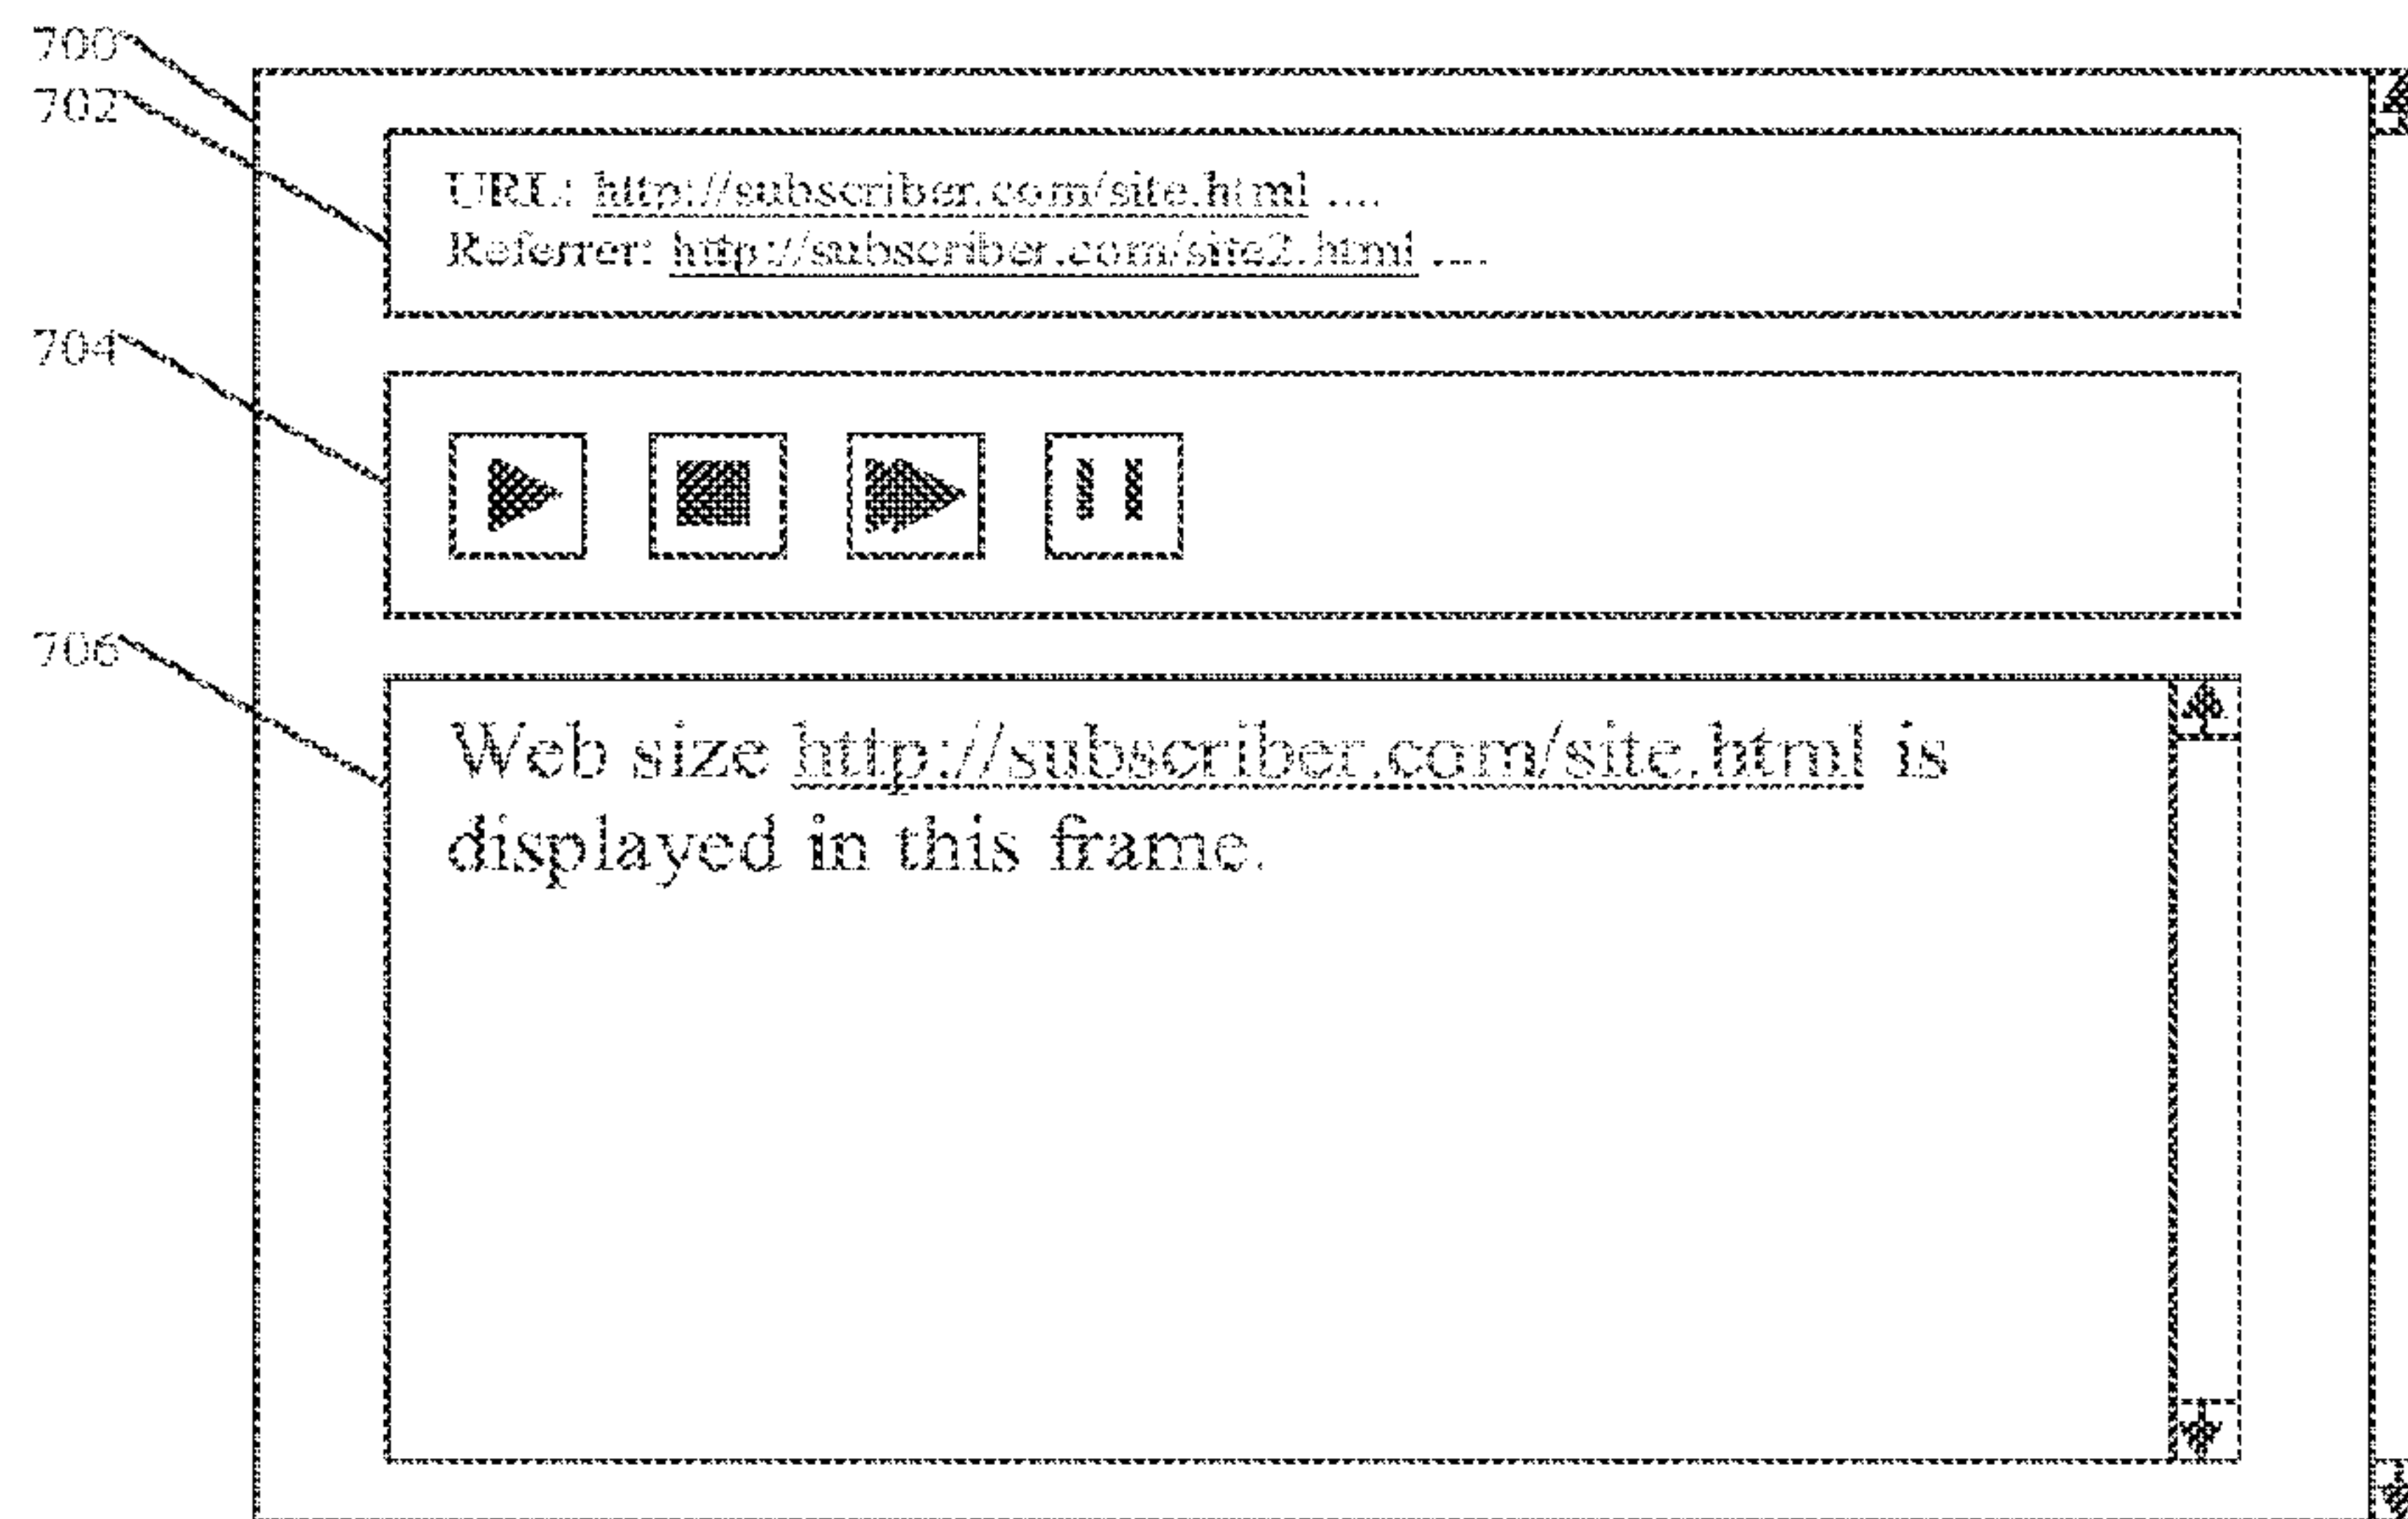 700
702
URL: http://subscriber.com/site.html ....
Referrer: http://subscriber.com/site2.html ....
704
706
Web size http://subscriber.com/site.html is
displayed in this frame.